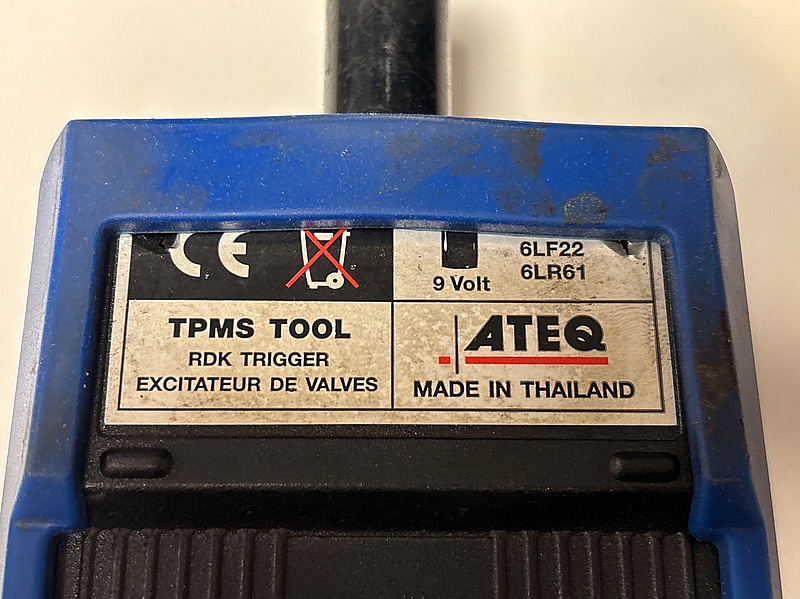 CE
6LF22
6LR61
9 Volt
TPMS TOOL
RDK TRIGGER
EXCITATEUR DE VALVES
ATEQ
MADE IN THAILAND